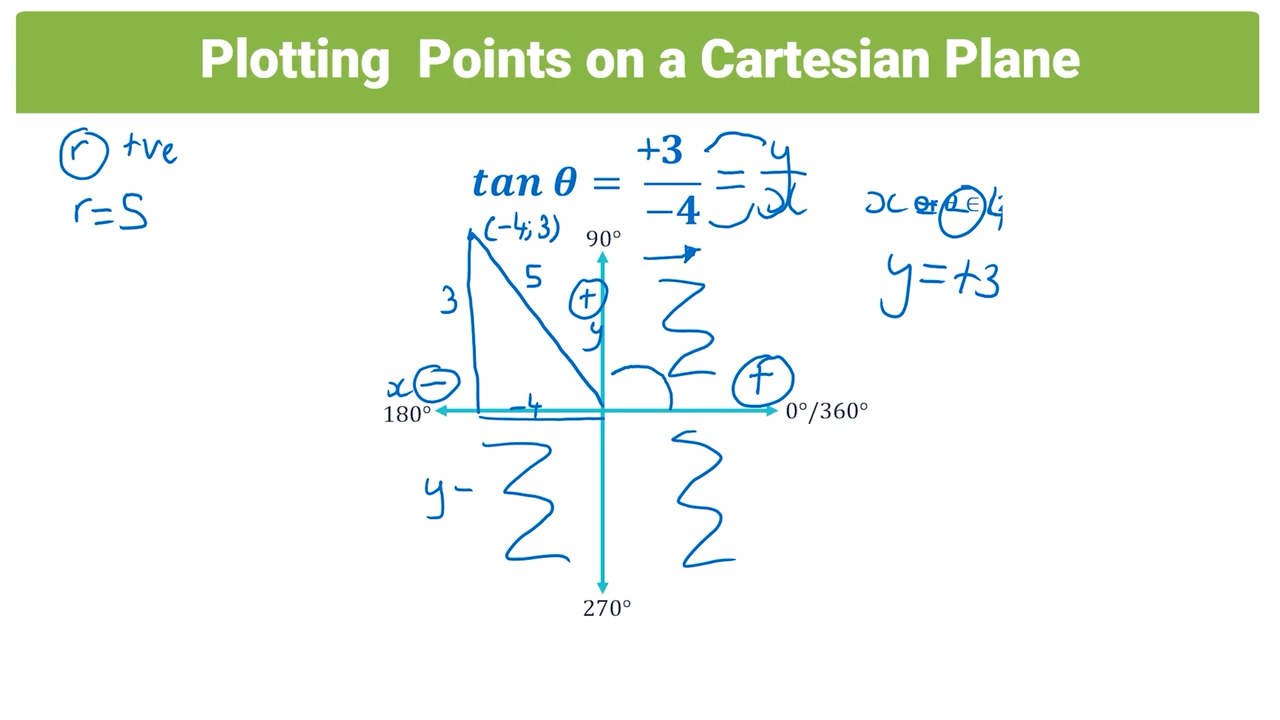 Plotting Points on a Cartesian Plane
r +ve
r=5
tan θ = +3/−4 = y/x
y=+3
(-4;3)
90°
5
3
+
y
x −
+
180°
-4
0°/360°
y -
270°